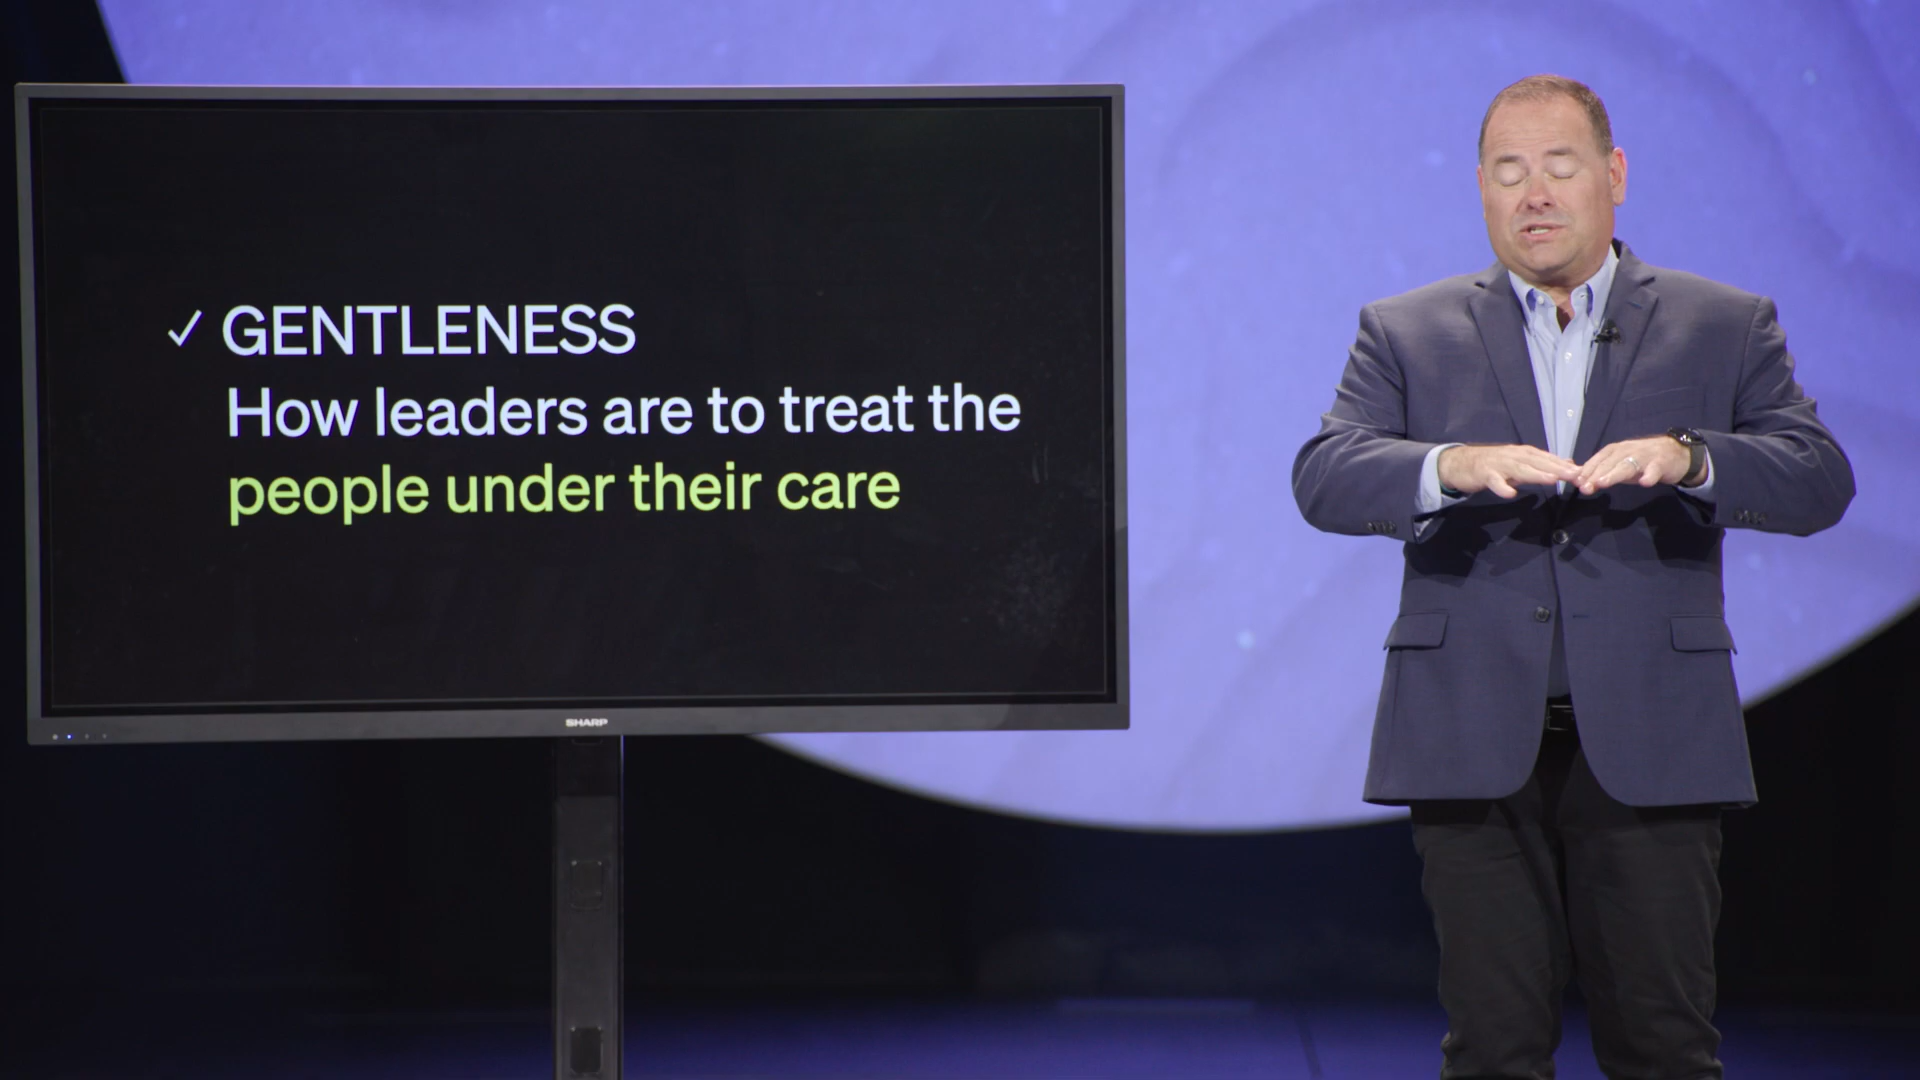 ✓ GENTLENESS
How leaders are to treat the
people under their care
SHARP